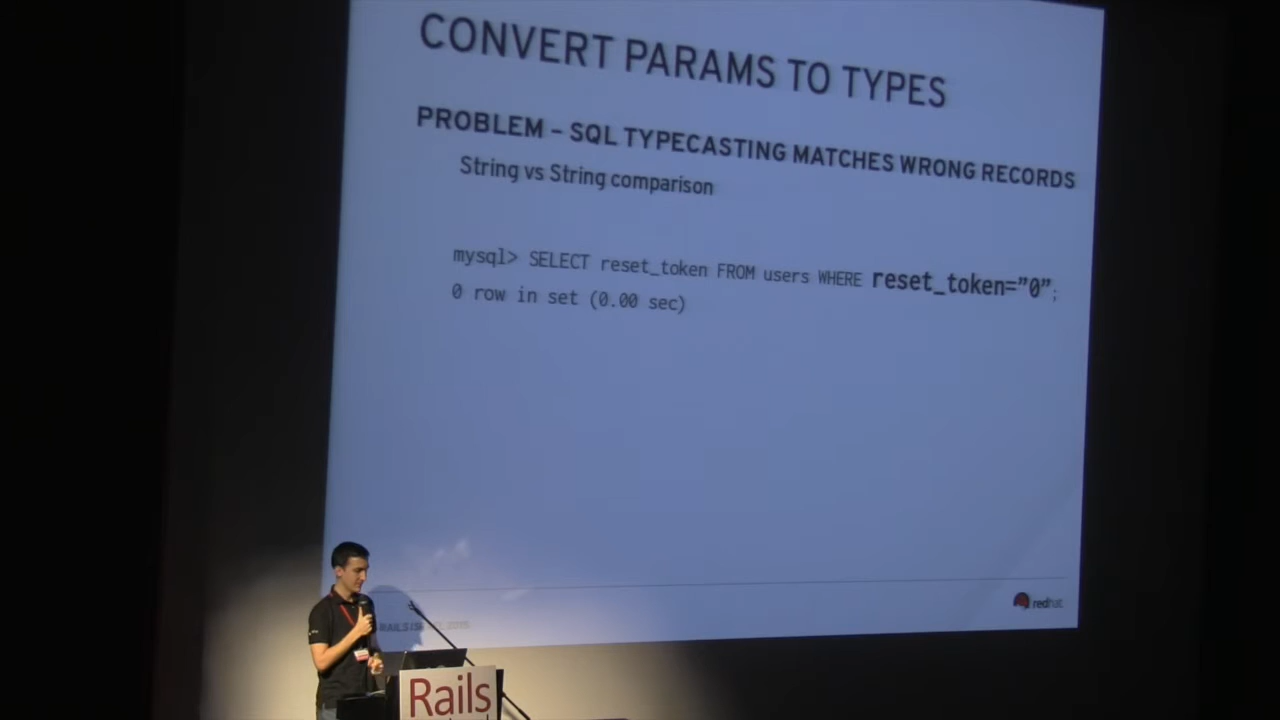 CONVERT PARAMS TO TYPES
PROBLEM – SQL TYPECASTING MATCHES WRONG RECORDS
String vs String comparison
mysql> SELECT reset_token FROM users WHERE reset_token=”0”;
0 row in set (0.00 sec)
redhat
RAILS
Rails